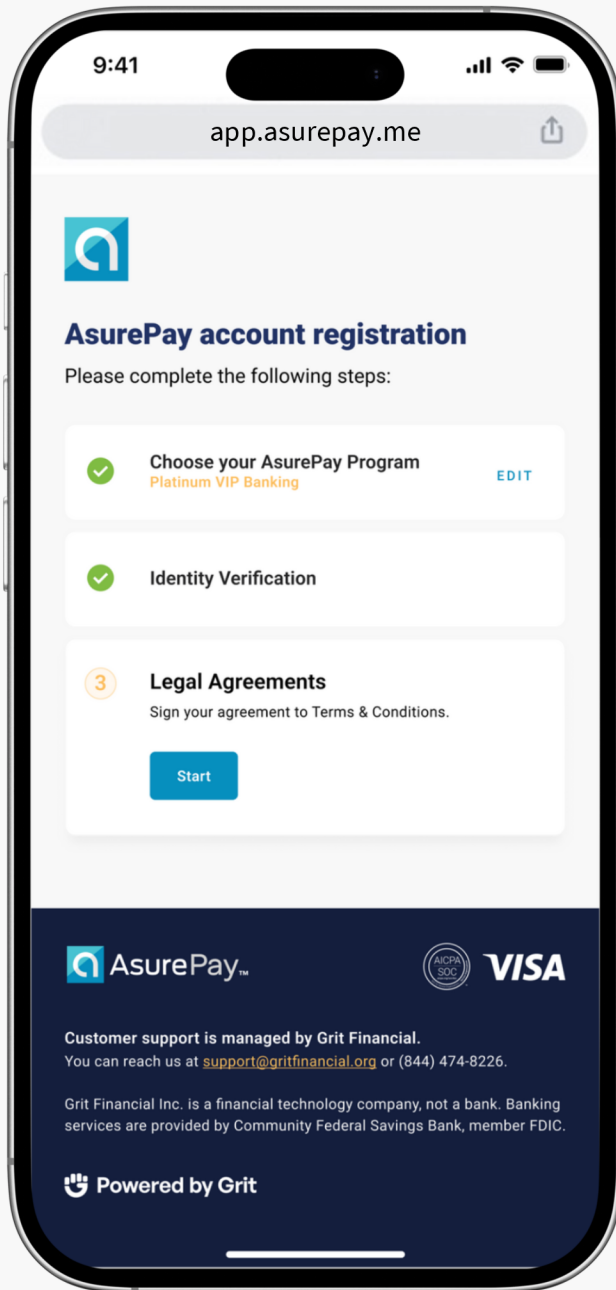 9:41
app.asurepay.me
AsurePay account registration
Please complete the following steps:
Choose your AsurePay Program
Platinum VIP Banking
EDIT
Identity Verification
3
Legal Agreements
Sign your agreement to Terms & Conditions.
Start
AsurePay™
AICPA
SOC
VISA
Customer support is managed by Grit Financial.
You can reach us at support@gritfinancial.org or (844) 474-8226.
Grit Financial Inc. is a financial technology company, not a bank. Banking
services are provided by Community Federal Savings Bank, member FDIC.
Powered by Grit